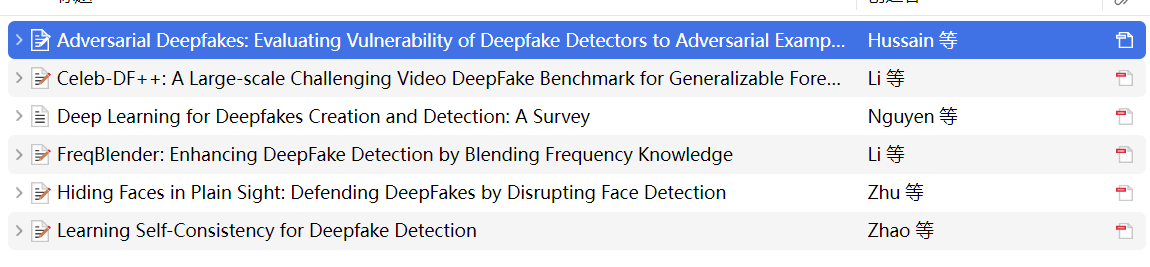 Adversarial Deepfakes: Evaluating Vulnerability of Deepfake Detectors to Adversarial Examp... Hussain 等
Celeb-DF++: A Large-scale Challenging Video DeepFake Benchmark for Generalizable Fore... Li 等
Deep Learning for Deepfakes Creation and Detection: A Survey Nguyen 等
FreqBlender: Enhancing DeepFake Detection by Blending Frequency Knowledge Li 等
Hiding Faces in Plain Sight: Defending DeepFakes by Disrupting Face Detection Zhu 等
Learning Self-Consistency for Deepfake Detection Zhao 等